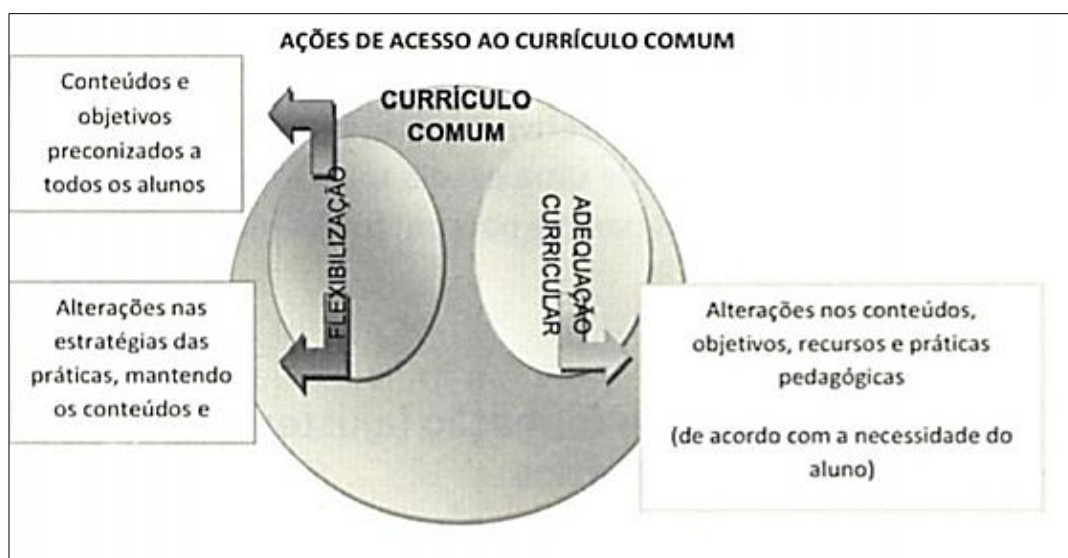 AÇÕES DE ACESSO AO CURRÍCULO COMUM
Conteúdos e
objetivos
preconizados a
todos os alunos
CURRÍCULO
COMUM
FLEXIBILIZAÇÃO
ADEQUAÇÃO
CURRICULAR
Alterações nas
estratégias das
práticas, mantendo
os conteúdos e
Alterações nos conteúdos,
objetivos, recursos e práticas
pedagógicas
(de acordo com a necessidade do
aluno)